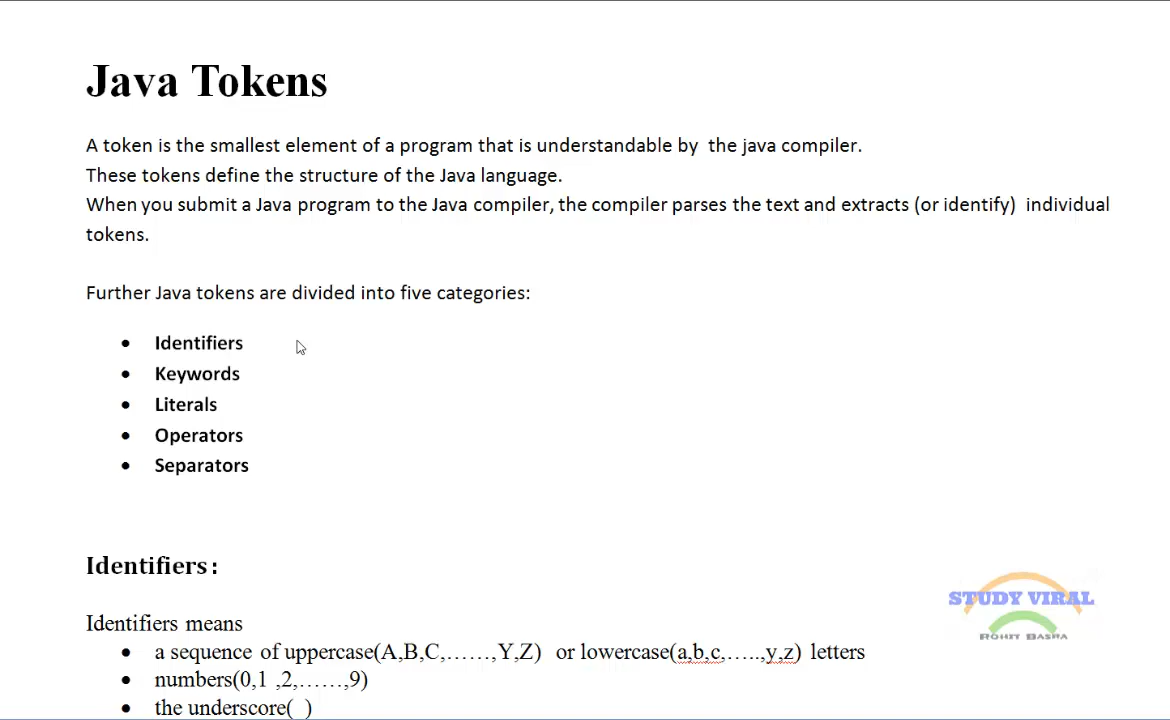 Java Tokens
A token is the smallest element of a program that is understandable by the java compiler.
These tokens define the structure of the Java language.
When you submit a Java program to the Java compiler, the compiler parses the text and extracts (or identify) individual
tokens.
Further Java tokens are divided into five categories:
• Identifiers
• Keywords
• Literals
• Operators
• Separators
Identifiers:
STUDY VIRAL
ROHIT BASHA
Identifiers means
• a sequence of uppercase(A,B,C,......,Y,Z) or lowercase(a,b,c,.....,y,z) letters
• numbers(0,1 ,2,......,9)
• the underscore( )